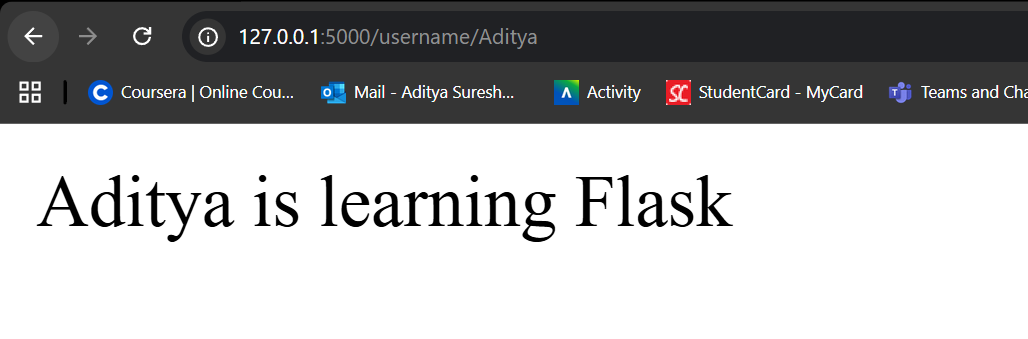 127.0.0.1:5000/username/Aditya
Coursera | Online Cou... Mail - Aditya Suresh... Activity SC StudentCard - MyCard Teams and Cha
Aditya is learning Flask